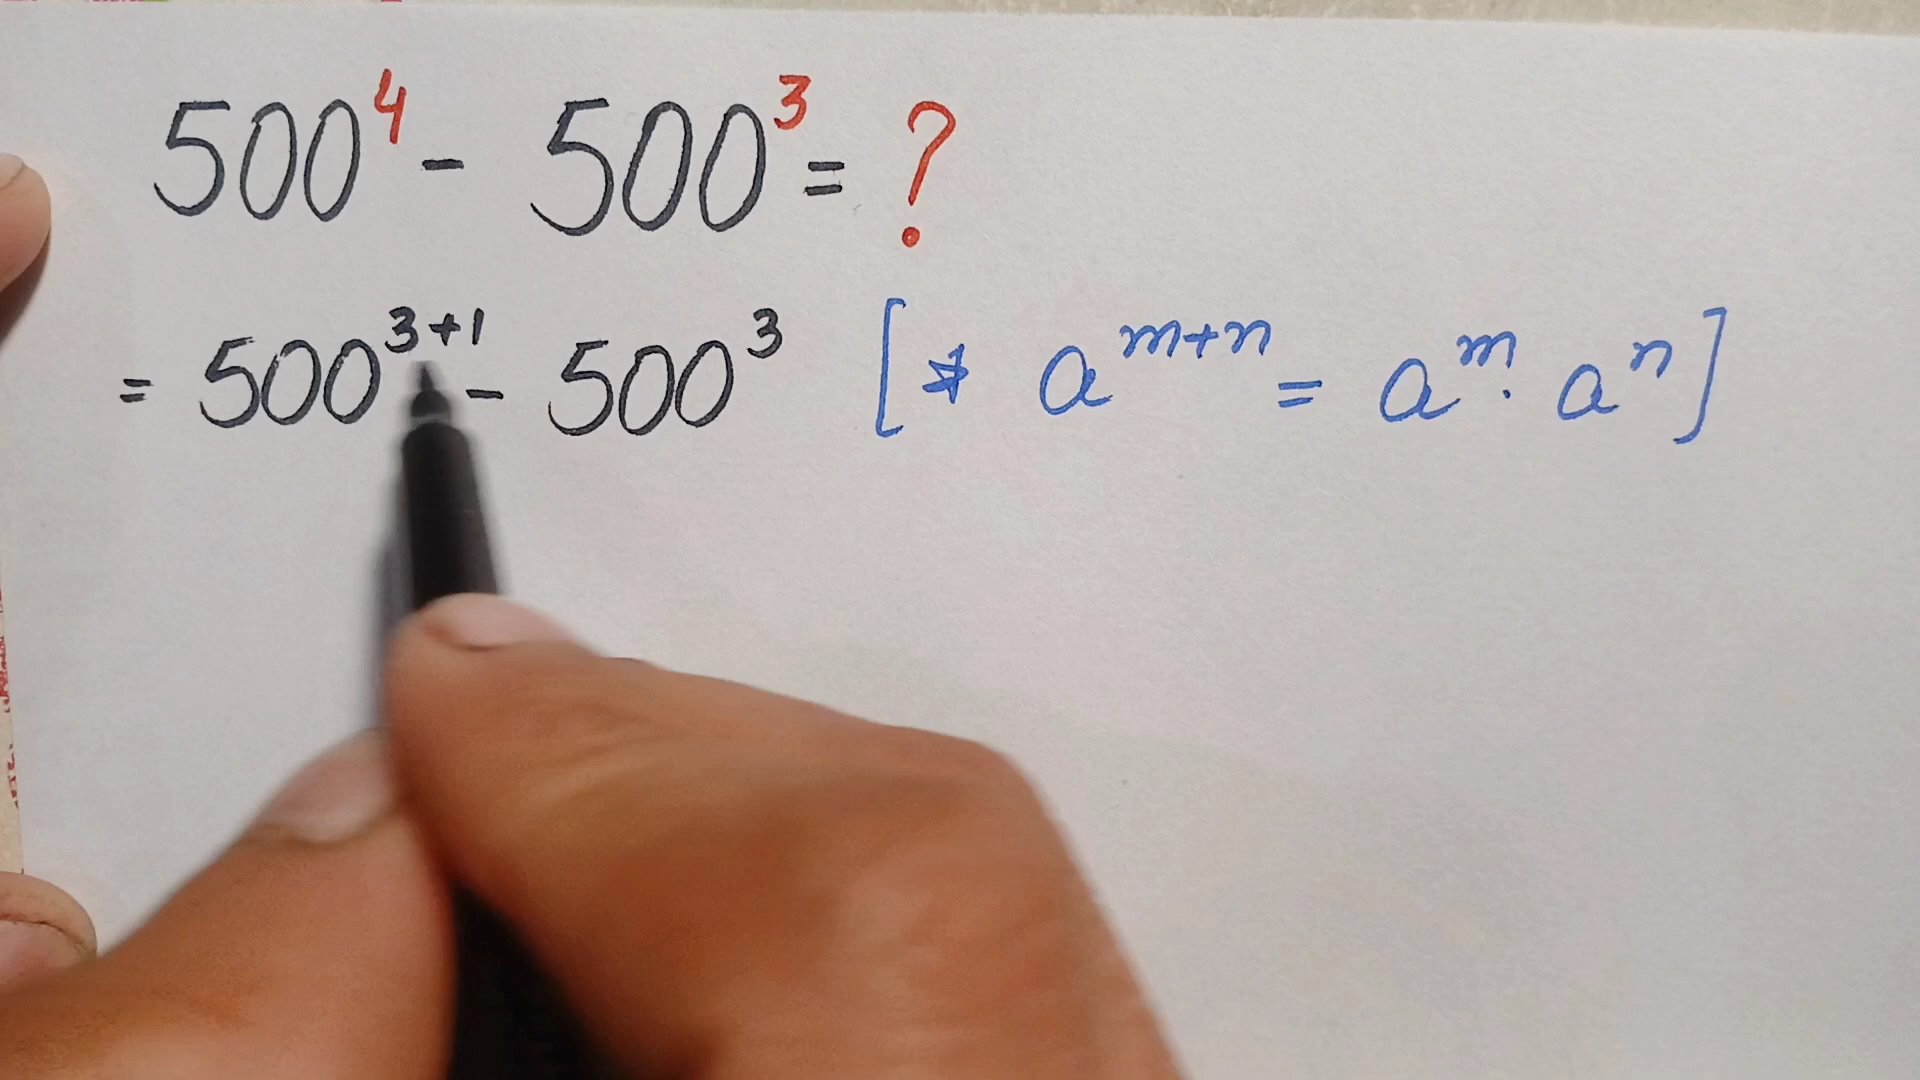 500⁴ - 500³ = ?
= 500³⁺¹ - 500³ [* aᵐ⁺ⁿ = aᵐ . aⁿ]